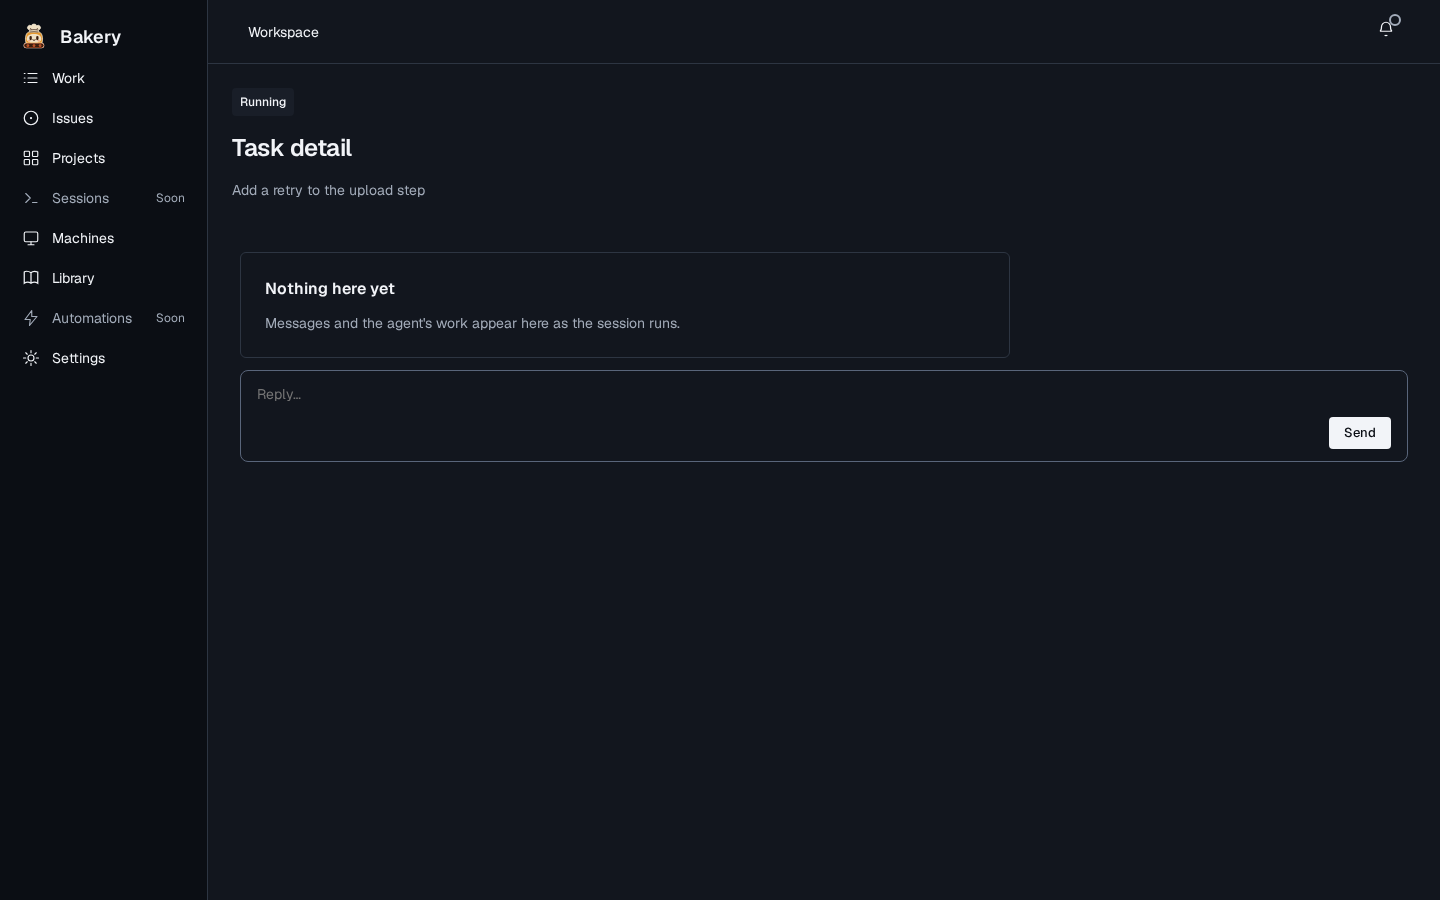 Bakery
Work
Issues
Projects
Sessions Soon
Machines
Library
Automations Soon
Settings
Workspace
Running
Task detail
Add a retry to the upload step
Nothing here yet
Messages and the agent's work appear here as the session runs.
Reply...
Send